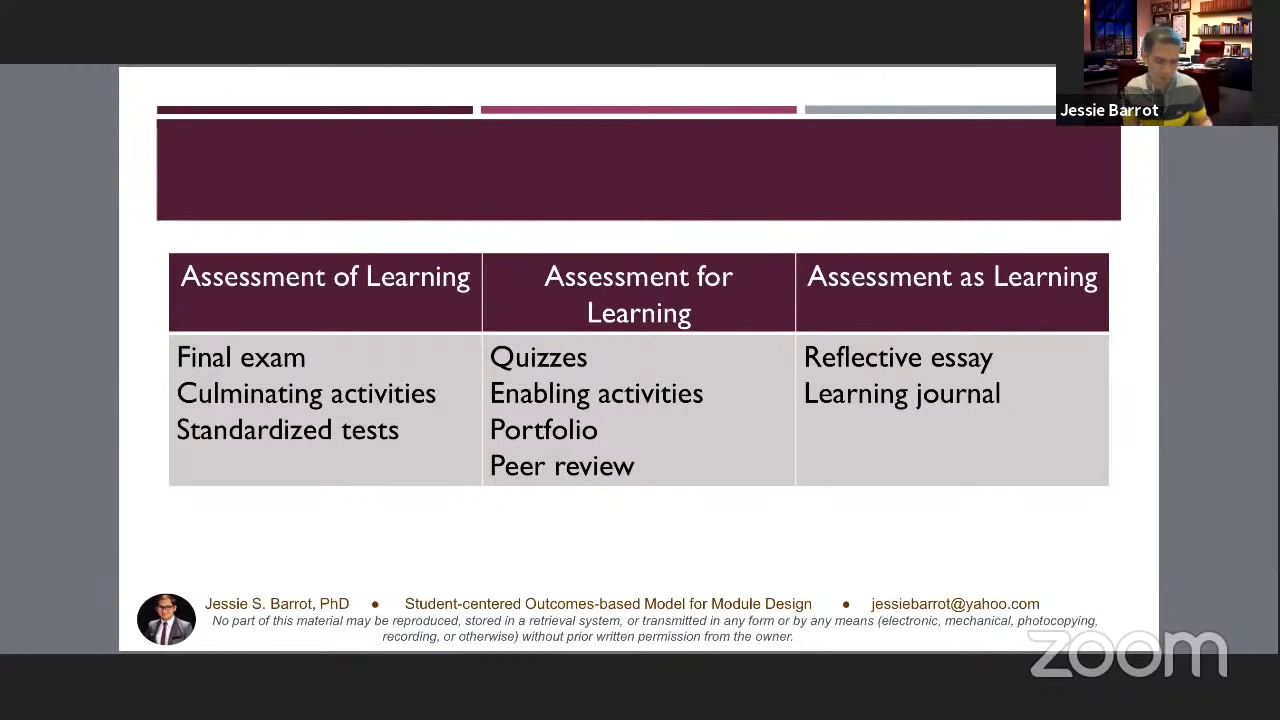 Jessie Barrot
Assessment of Learning
Assessment for
Learning
Assessment as Learning
Final exam
Culminating activities
Standardized tests
Quizzes
Enabling activities
Portfolio
Peer review
Reflective essay
Learning journal
Jessie S. Barrot, PhD ● Student-centered Outcomes-based Model for Module Design ● jessiebarrot@yahoo.com
No part of this material may be reproduced, stored in a retrieval system, or transmitted in any form or by any means (electronic, mechanical, photocopying,
recording, or otherwise) without prior written permission from the owner.
zoom